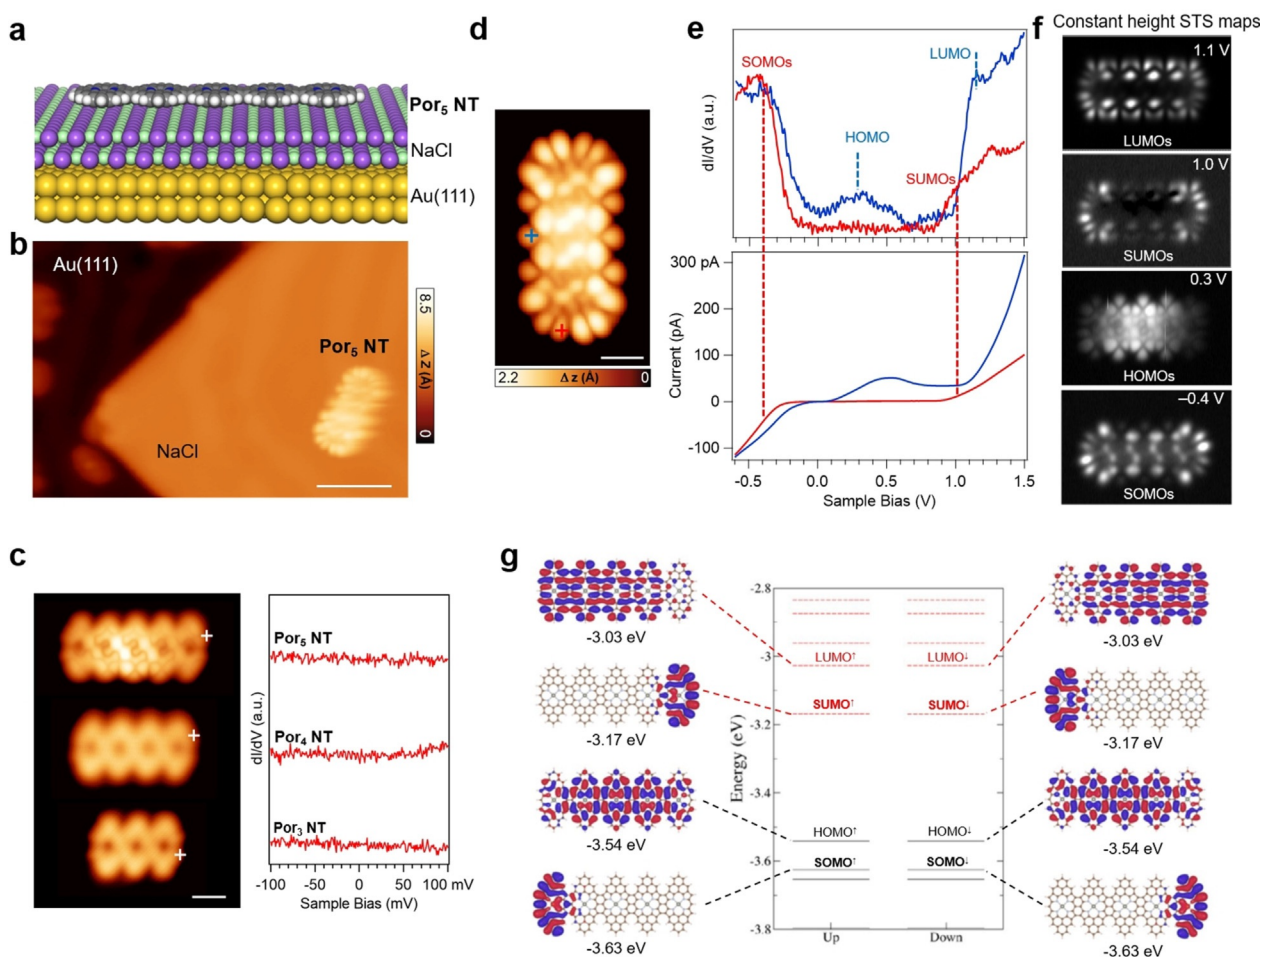 a
Por5 NT
NaCl
Au(111)
b
Au(111)
Por5 NT
NaCl
8.5
Δ z (Å)
0
c
Por5 NT
Por4 NT
Por3 NT
dI/dV (a.u.)
-100 -50 0 50 100 mV
Sample Bias (mV)
d
2.2 Δ z (Å) 0
e
SOMOs
LUMO
HOMO
SUMOs
dI/dV (a.u.)
300 pA
200
100
0
-100
Current (pA)
-0.5 0.0 0.5 1.0 1.5
Sample Bias (V)
f
Constant height STS maps
1.1 V
LUMOs
1.0 V
SUMOs
0.3 V
HOMOs
–0.4 V
SOMOs
g
-3.03 eV
-3.17 eV
-3.54 eV
-3.63 eV
Energy (eV)
-2.8
-3
-3.2
-3.4
-3.6
-3.8
LUMO↑ LUMO↓
SUMO↑ SUMO↓
HOMO↑ HOMO↓
SOMO↑ SOMO↓
Up Down
-3.03 eV
-3.17 eV
-3.54 eV
-3.63 eV